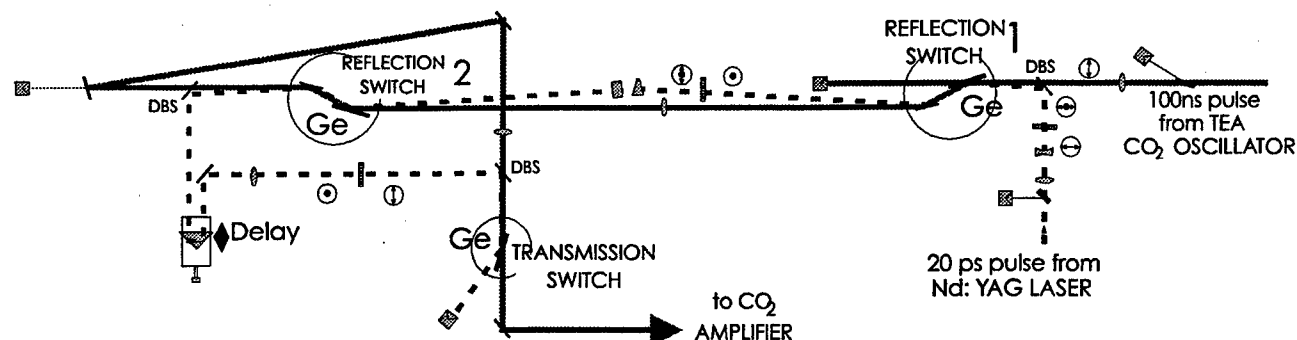 REFLECTION
SWITCH
1
DBS
Ge
100ns pulse
from TEA
CO₂ OSCILLATOR
20 ps pulse from
Nd: YAG LASER
REFLECTION
SWITCH
2
DBS
Ge
DBS
Delay
Ge
TRANSMISSION
SWITCH
to CO₂
AMPLIFIER